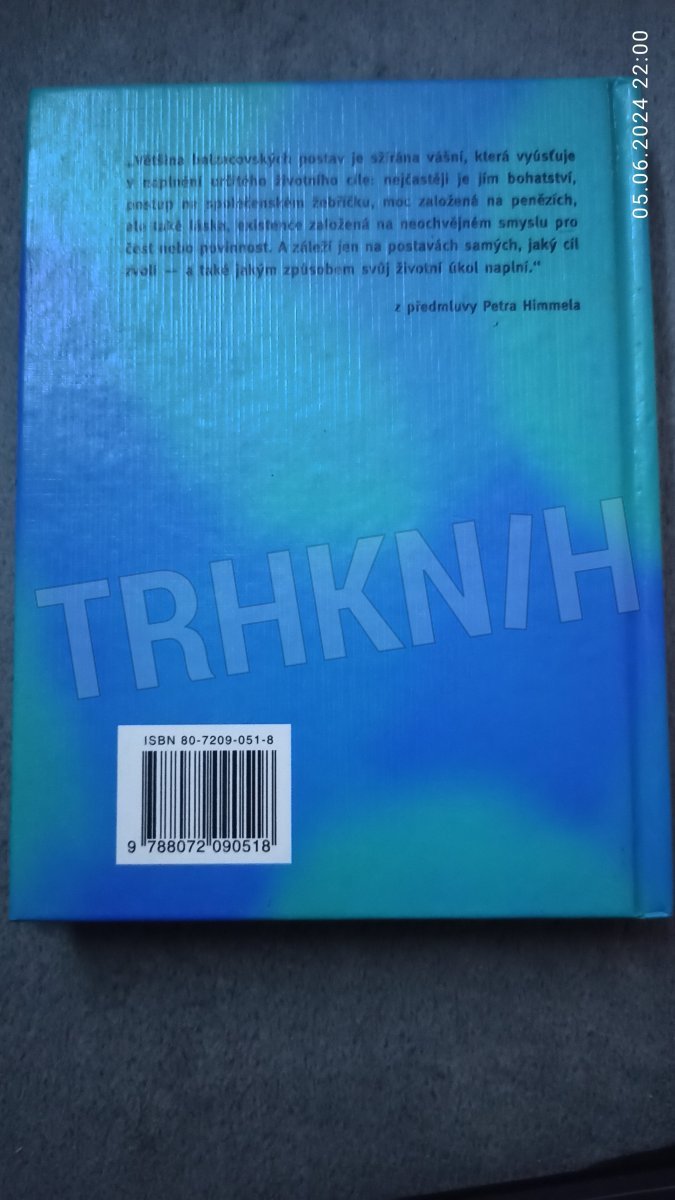 „Většina balzacovských postav je sžírána vášní, která vyúsťuje
v naplnění určitého životního cíle: nejčastěji je jím bohatství,
postup na společenském žebříčku, moc založená na penězích,
ale také láska, existence založená na neochvějném smyslu pro
čest nebo povinnost. A záleží jen na postavách samých, jaký cíl
zvolí — a také jakým způsobem svůj životní úkol naplní.“
z předmluvy Petra Himmela
TRHKNIH
ISBN 80-7209-051-8
9 788072 090518
05.06.2024 22:00